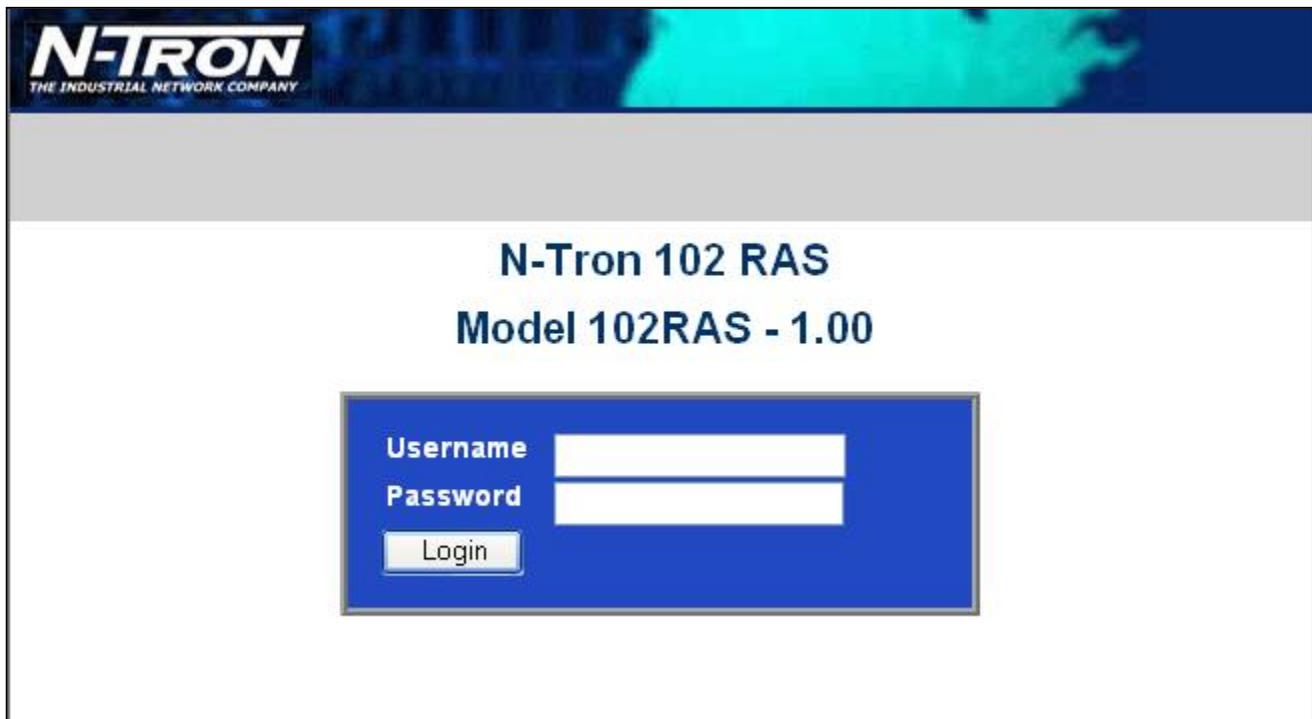 N-TRON
THE INDUSTRIAL NETWORK COMPANY
N-Tron 102 RAS
Model 102RAS - 1.00
Username
Password
Login